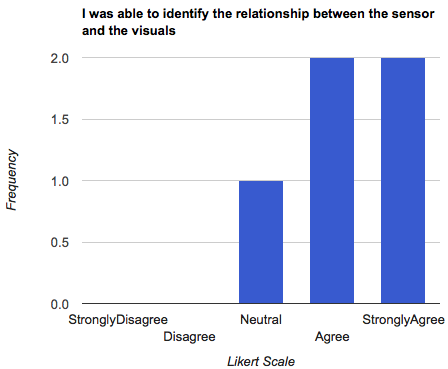 I was able to identify the relationship between the sensor
and the visuals
2.0
1.5
1.0
0.5
0.0
Frequency
StronglyDisagree
Disagree
Neutral
Agree
StronglyAgree
Likert Scale